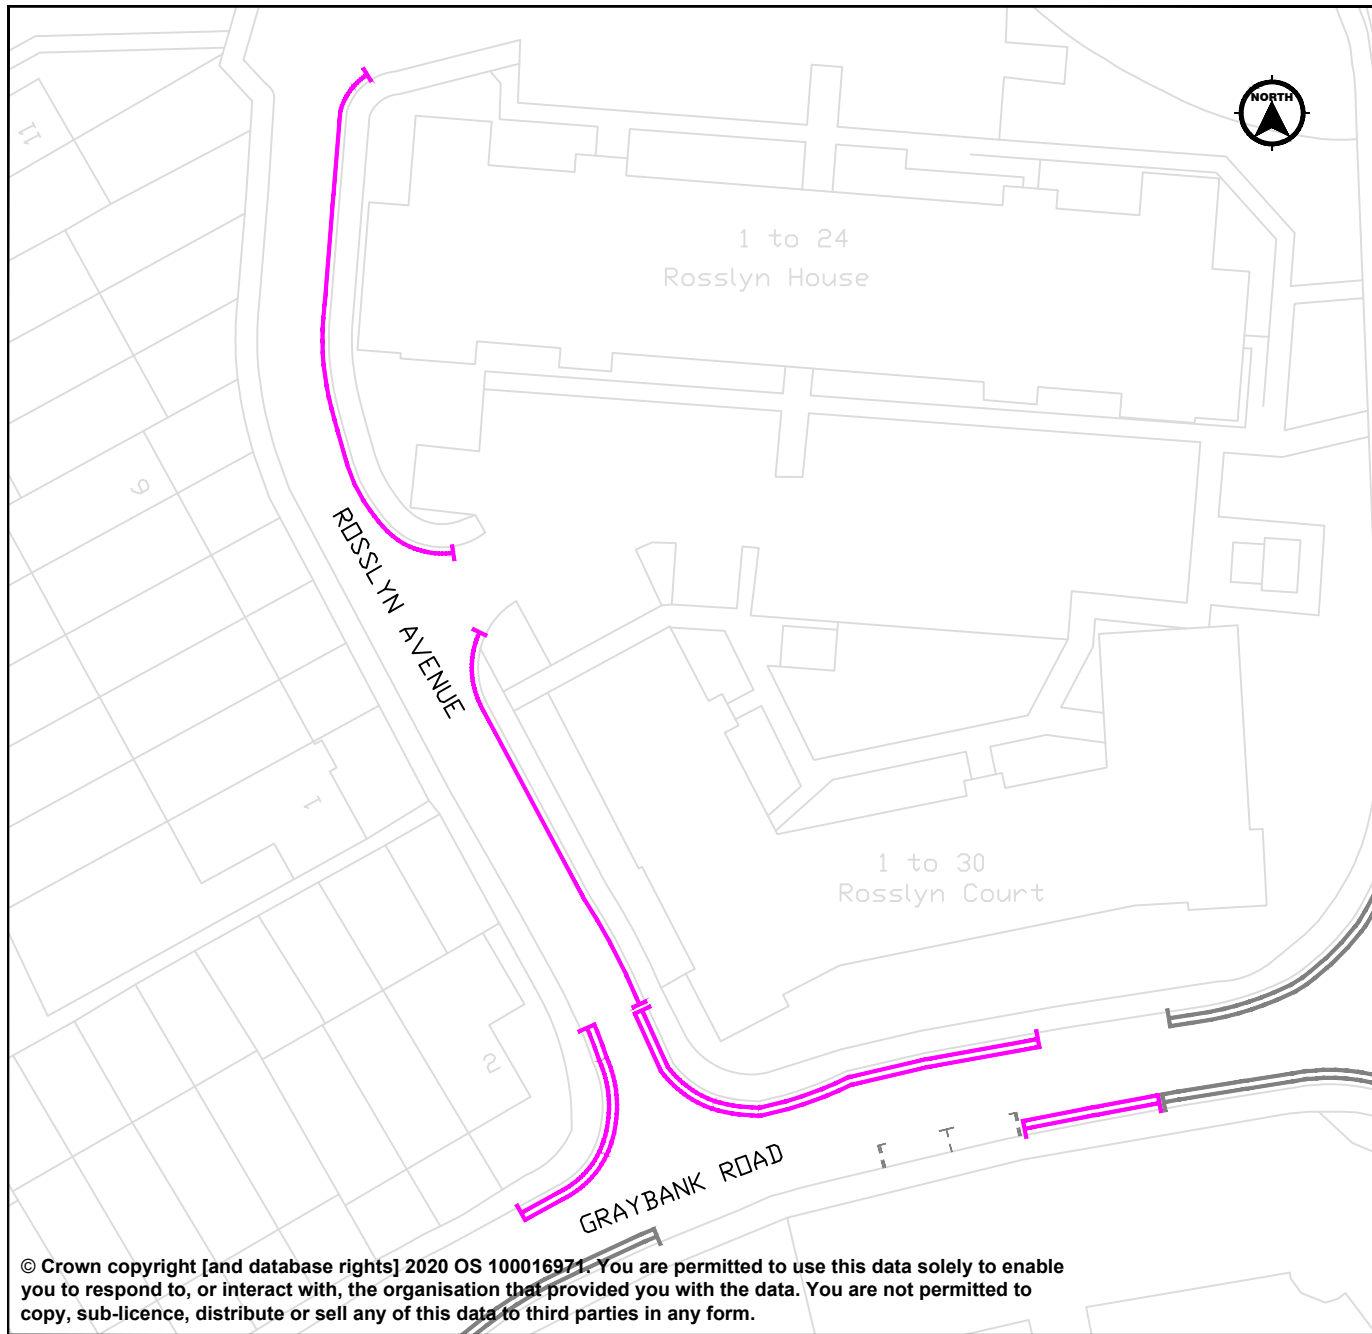 NORTH
11
1 to 24
Rosslyn House
9
ROSSLYN AVENUE
1
1 to 30
Rosslyn Court
2
GRAYBANK ROAD
© Crown copyright [and database rights] 2020 OS 100016971. You are permitted to use this data solely to enable
you to respond to, or interact with, the organisation that provided you with the data. You are not permitted to
copy, sub-licence, distribute or sell any of this data to third parties in any form.